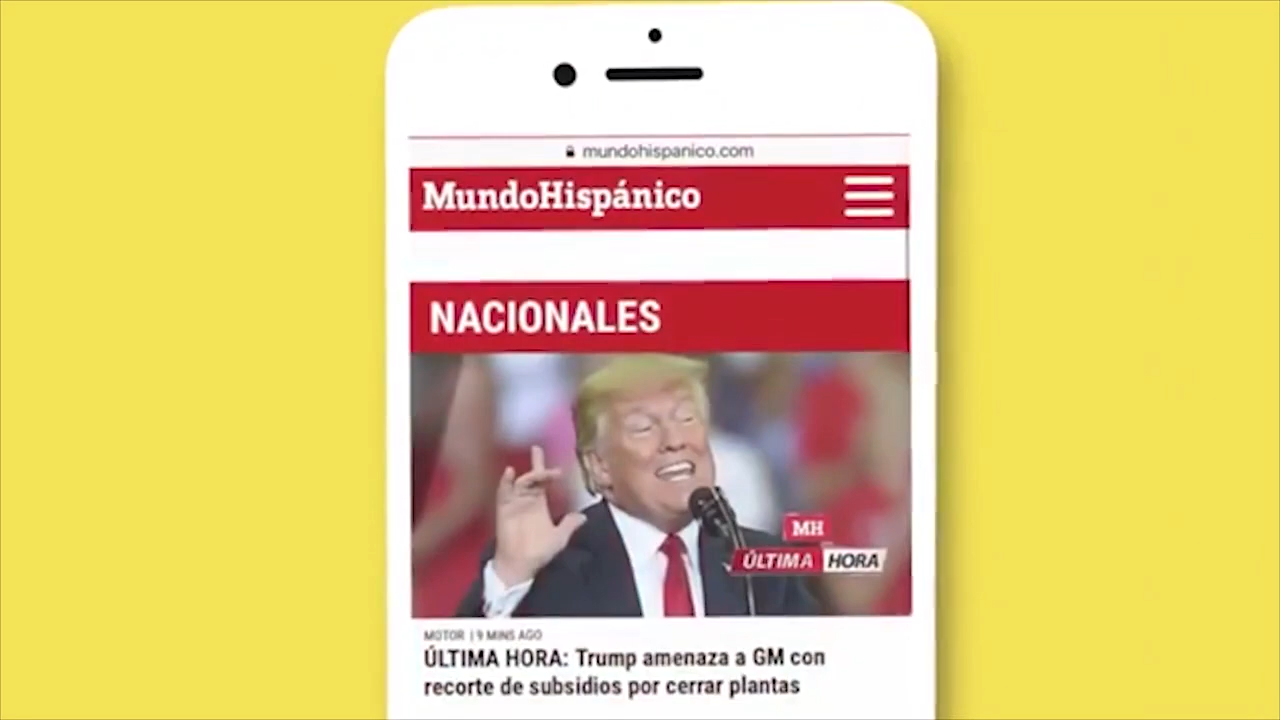 mundohispanico.com
MundoHispánico
NACIONALES
MH
ÚLTIMA HORA
MOTOR | 9 MINS AGO
ÚLTIMA HORA: Trump amenaza a GM con
recorte de subsidios por cerrar plantas